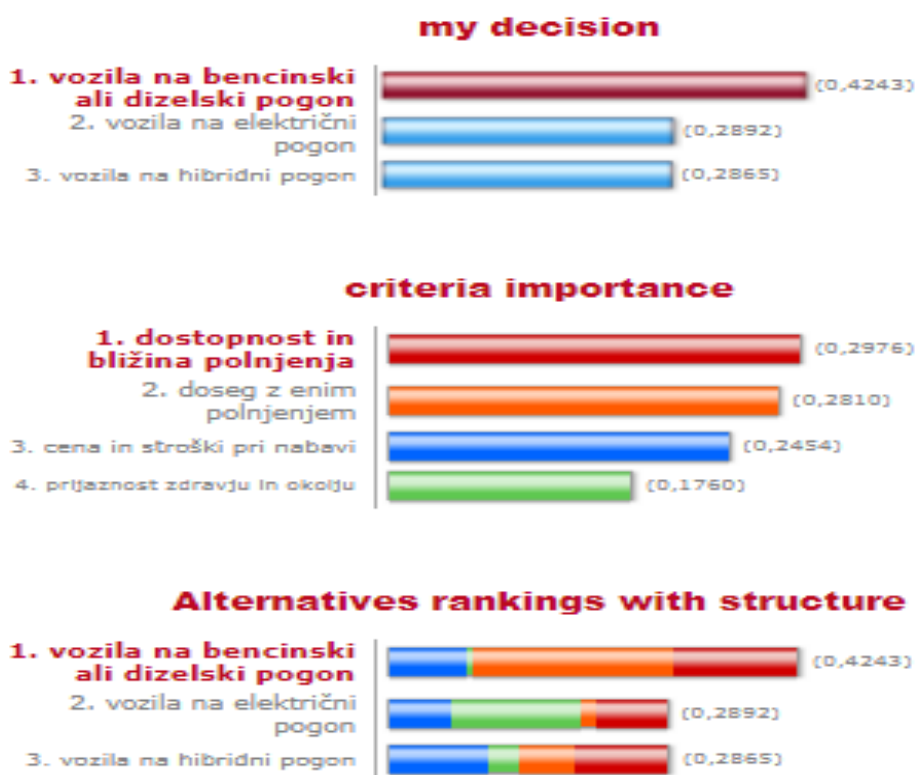 my decision
1. vozila na bencinski
ali dizelski pogon
(0,4243)
2. vozila na električni
pogon
(0,2892)
3. vozila na hibridni pogon
(0,2865)
criteria importance
1. dostopnost in
bližina polnjenja
(0,2976)
2. doseg z enim
polnjenjem
(0,2810)
3. cena in stroški pri nabavi
(0,2454)
4. prijaznost zdravju in okolju
(0,1760)
Alternatives rankings with structure
1. vozila na bencinski
ali dizelski pogon
(0,4243)
2. vozila na električni
pogon
(0,2892)
3. vozila na hibridni pogon
(0,2865)